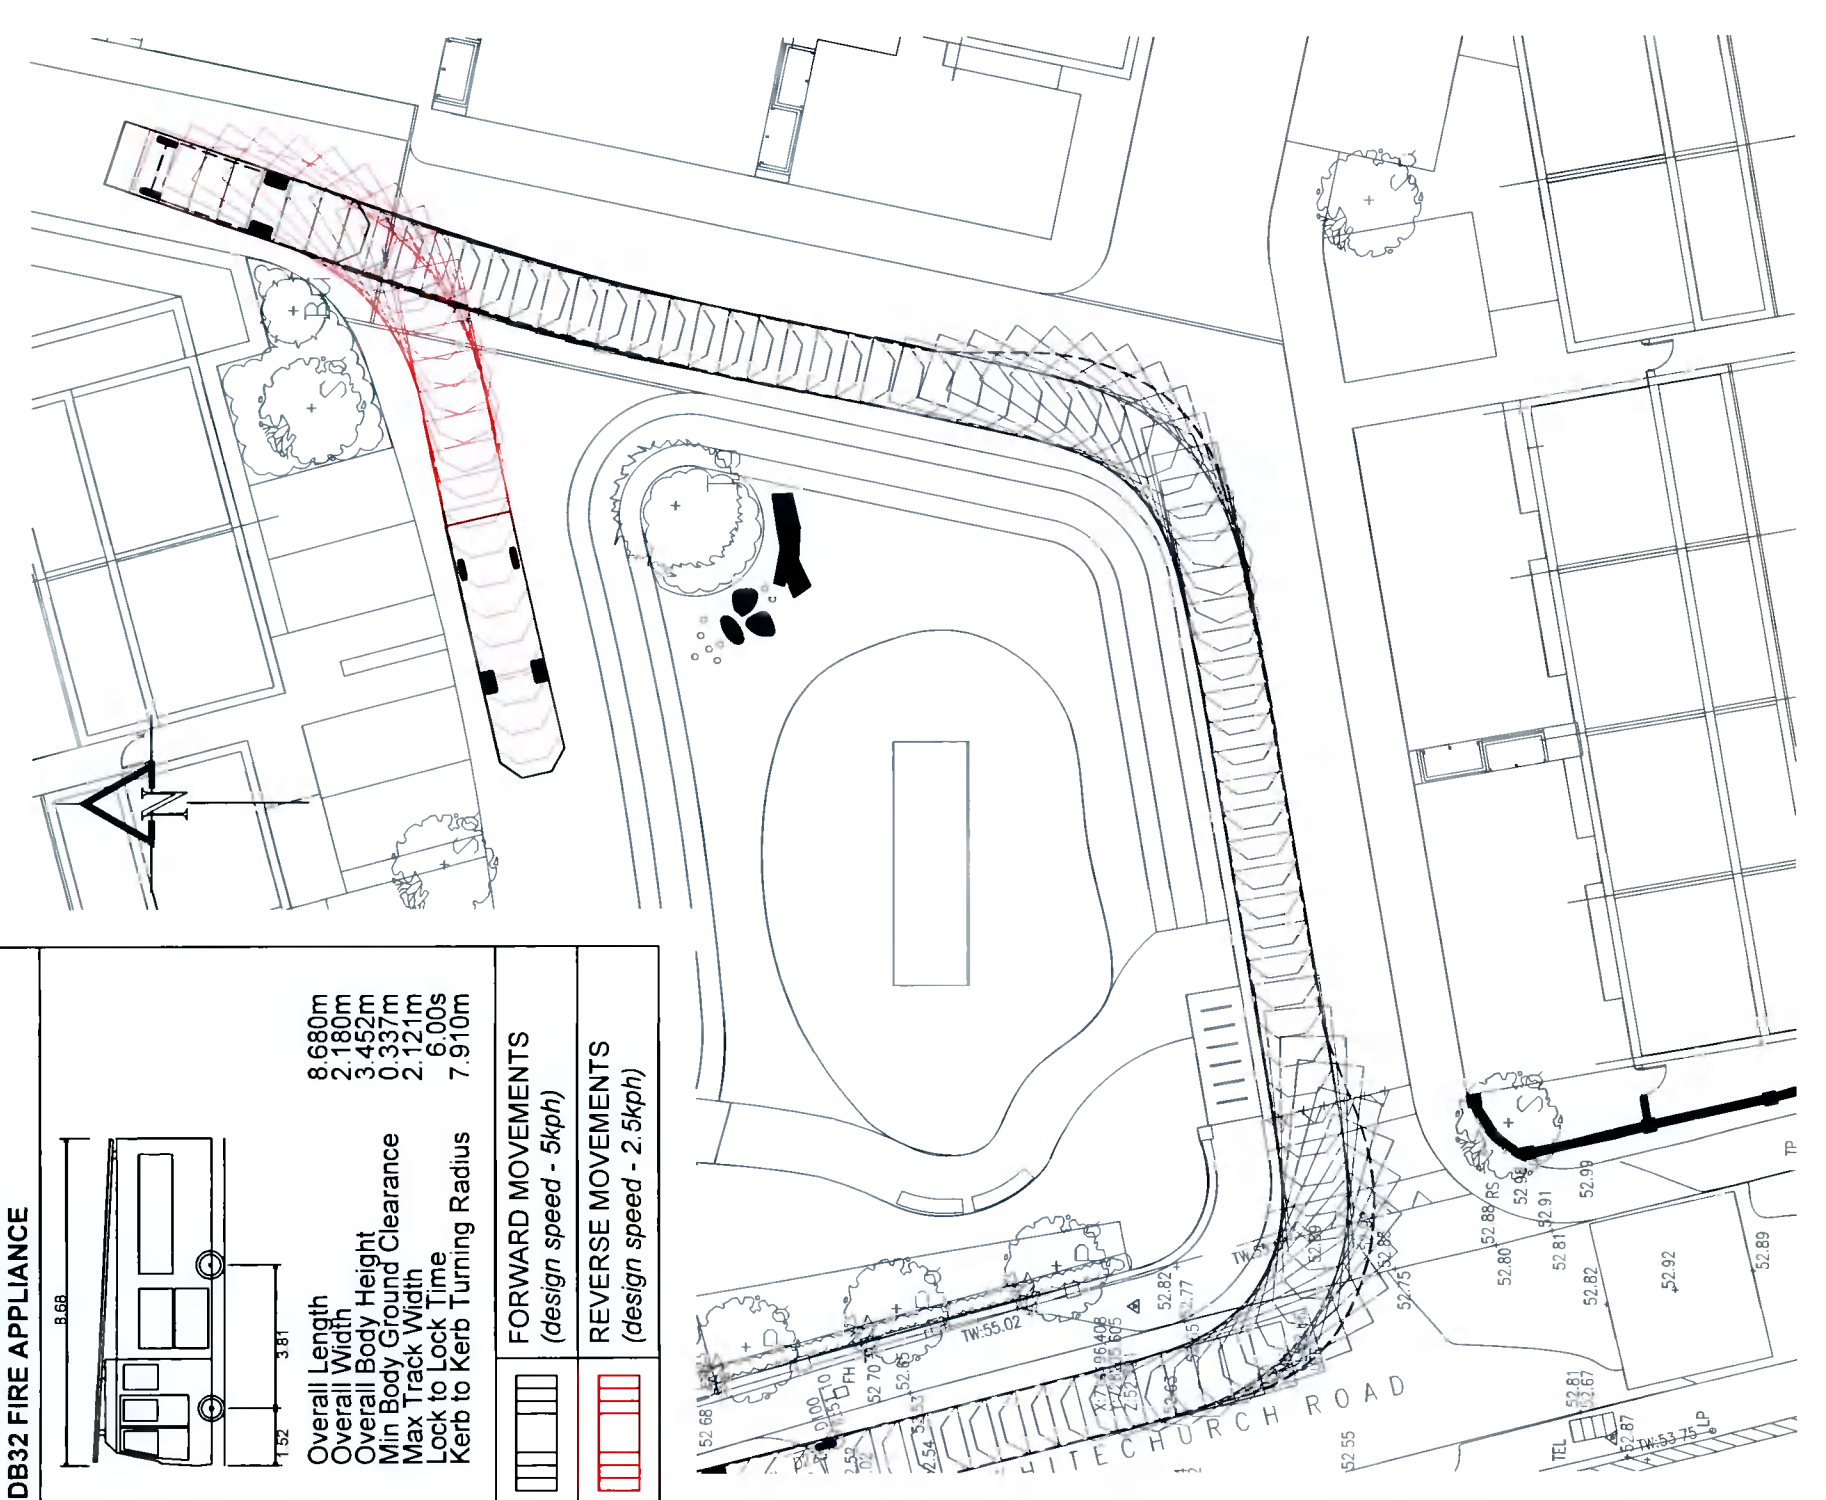 DB32 FIRE APPLIANCE
8.68
1.52
3.81
Overall Length 8.680m
Overall Width 2.180m
Overall Body Height 3.452m
Min Body Ground Clearance 0.337m
Max Track Width 2.121m
Lock to Lock Time 6.00s
Kerb to Kerb Turning Radius 7.910m
FORWARD MOVEMENTS
(design speed - 5kph)
REVERSE MOVEMENTS
(design speed - 2.5kph)
N
S
S
S
S
TW:55.02
FH
52.65
52 68
52 70
52.82
52.75
52.88 RS
52.80
52.91
52.81
52.99
52.82
52.92
52.89
TP
HITECHURCH ROAD
52.55
TEL
52.81
52.67
52.87
TW:53.75
LP
52.54